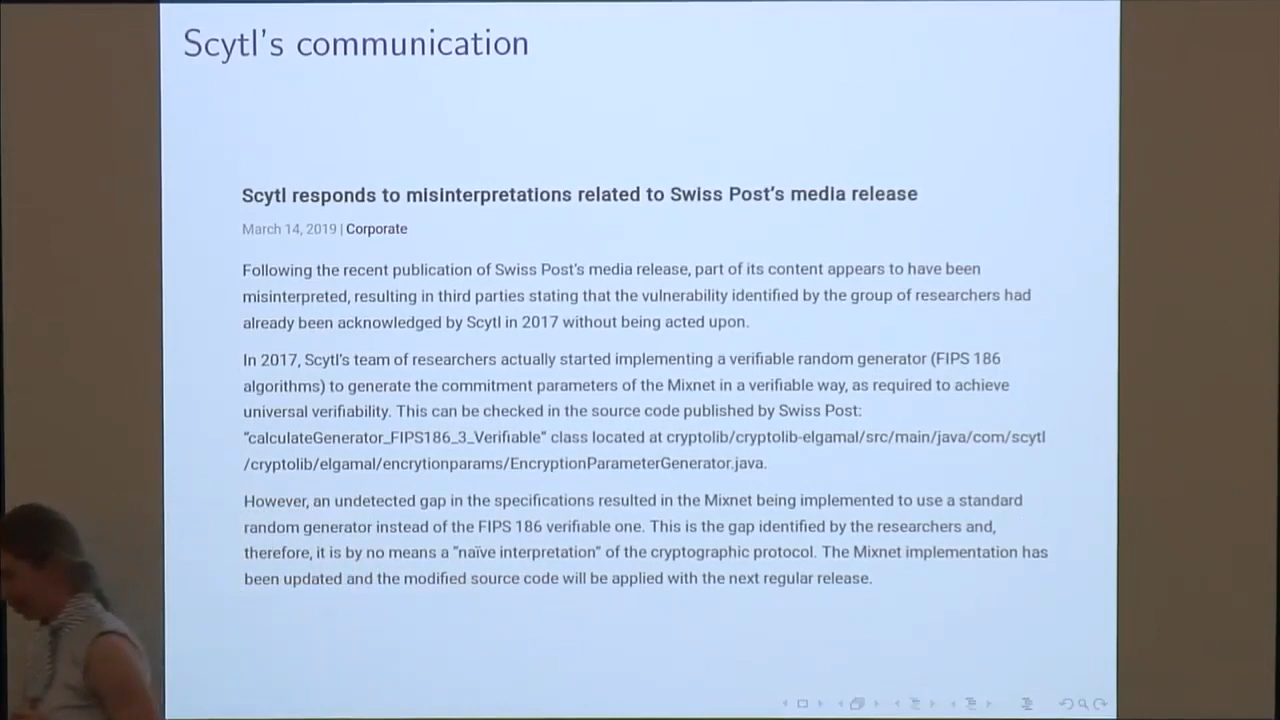 Scytl's communication
Scytl responds to misinterpretations related to Swiss Post's media release
March 14, 2019 | Corporate
Following the recent publication of Swiss Post's media release, part of its content appears to have been
misinterpreted, resulting in third parties stating that the vulnerability identified by the group of researchers had
already been acknowledged by Scytl in 2017 without being acted upon.
In 2017, Scytl's team of researchers actually started implementing a verifiable random generator (FIPS 186
algorithms) to generate the commitment parameters of the Mixnet in a verifiable way, as required to achieve
universal verifiability. This can be checked in the source code published by Swiss Post:
"calculateGenerator_FIPS186_3_Verifiable" class located at cryptolib/cryptolib-elgamal/src/main/java/com/scytl
/cryptolib/elgamal/encrytionparams/EncryptionParameterGenerator.java.
However, an undetected gap in the specifications resulted in the Mixnet being implemented to use a standard
random generator instead of the FIPS 186 verifiable one. This is the gap identified by the researchers and,
therefore, it is by no means a "naïve interpretation" of the cryptographic protocol. The Mixnet implementation has
been updated and the modified source code will be applied with the next regular release.